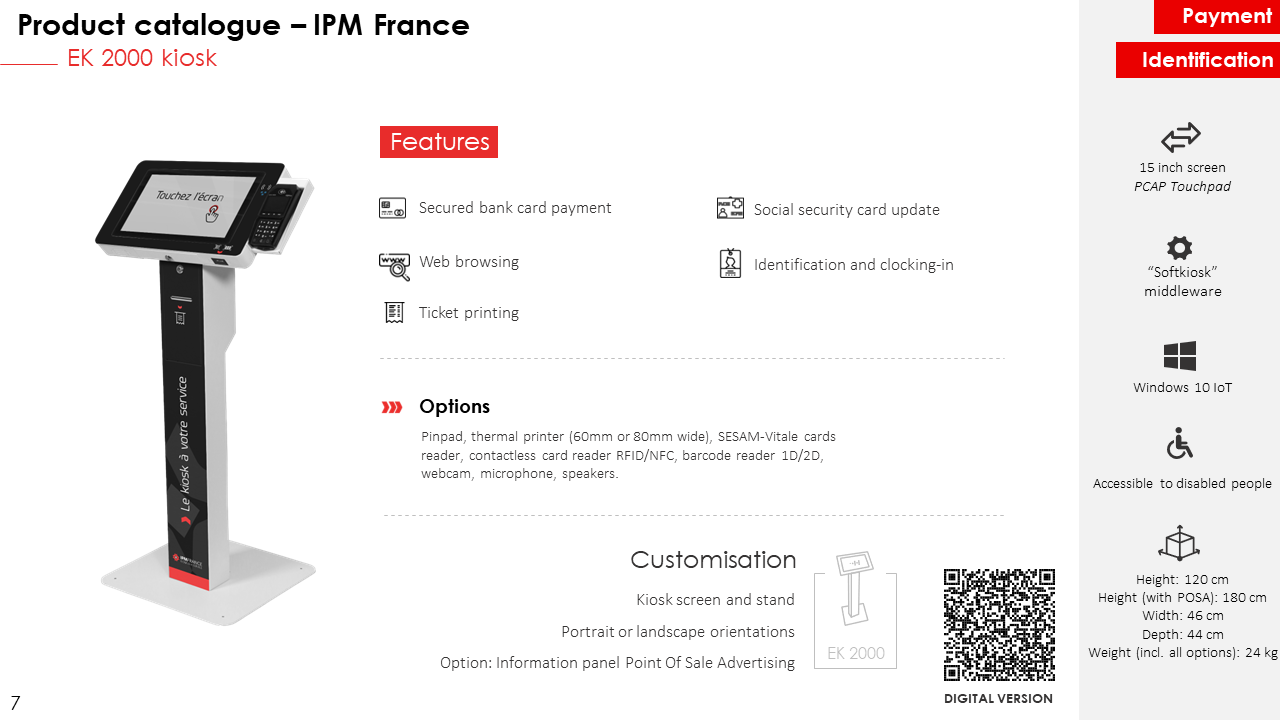 Product catalogue – IPM France
EK 2000 kiosk
Payment
Identification
Touchez l'écran
Le kiosk à votre service
IPM FRANCE
Features
Secured bank card payment
Social security card update
Web browsing
Identification and clocking-in
Ticket printing
Options
Pinpad, thermal printer (60mm or 80mm wide), SESAM-Vitale cards
reader, contactless card reader RFID/NFC, barcode reader 1D/2D,
webcam, microphone, speakers.
Customisation
Kiosk screen and stand
Portrait or landscape orientations
Option: Information panel Point Of Sale Advertising
EK 2000
DIGITAL VERSION
15 inch screen
PCAP Touchpad
“Softkiosk”
middleware
Windows 10 IoT
Accessible to disabled people
Height: 120 cm
Height (with POSA): 180 cm
Width: 46 cm
Depth: 44 cm
Weight (incl. all options): 24 kg
7